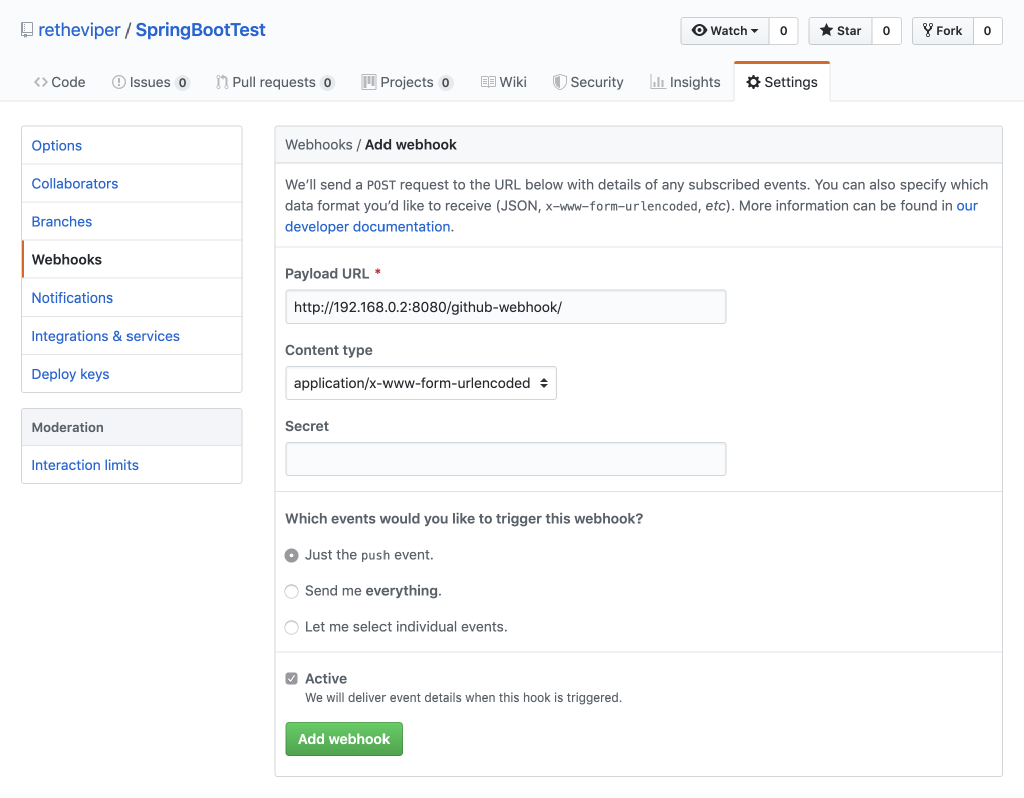 retheviper / SpringBootTest
Watch 0 Star 0 Fork 0
Code Issues 0 Pull requests 0 Projects 0 Wiki Security Insights Settings
Options
Collaborators
Branches
Webhooks
Notifications
Integrations & services
Deploy keys
Moderation
Interaction limits
Webhooks / Add webhook
We’ll send a POST request to the URL below with details of any subscribed events. You can also specify which
data format you’d like to receive (JSON, x-www-form-urlencoded, etc). More information can be found in our
developer documentation.
Payload URL *
http://192.168.0.2:8080/github-webhook/
Content type
application/x-www-form-urlencoded
Secret
Which events would you like to trigger this webhook?
Just the push event.
Send me everything.
Let me select individual events.
Active
We will deliver event details when this hook is triggered.
Add webhook